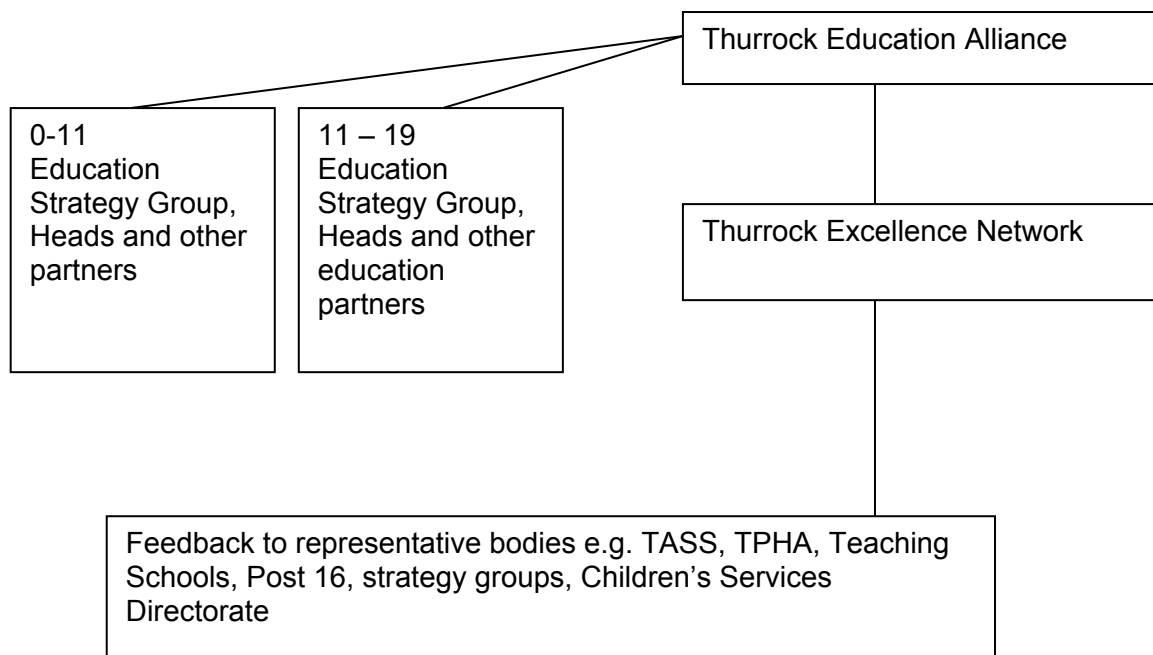 Thurrock Education Alliance
0-11
Education
Strategy Group,
Heads and other
partners
11 – 19
Education
Strategy Group,
Heads and other
education
partners
Thurrock Excellence Network
Feedback to representative bodies e.g. TASS, TPHA, Teaching
Schools, Post 16, strategy groups, Children’s Services
Directorate